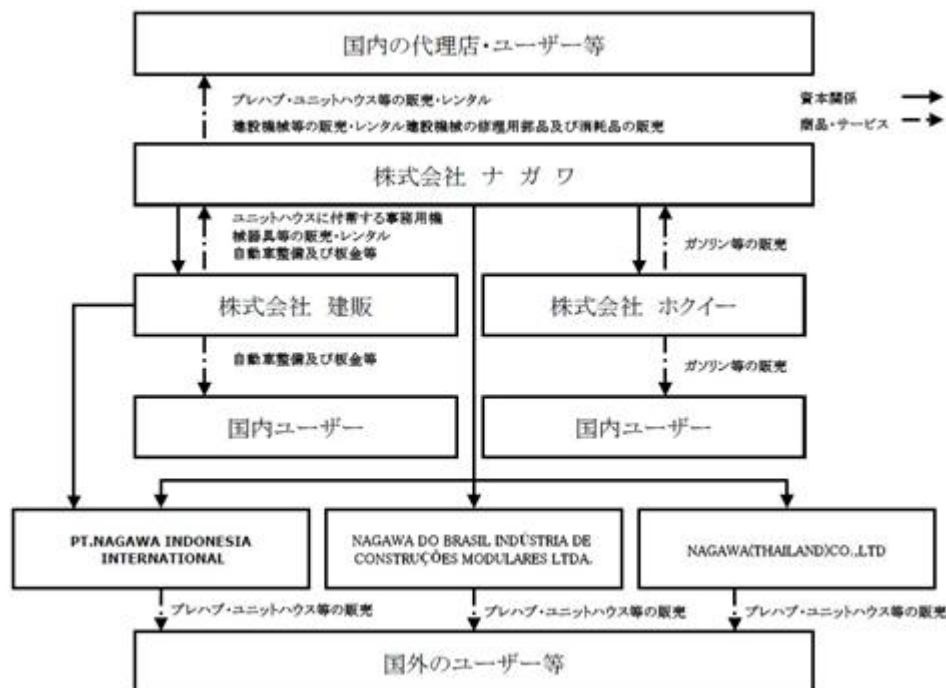 国内の代理店・ユーザー等
プレハブ・ユニットハウス等の販売・レンタル
建設機械等の販売・レンタル建設機械の修理用部品及び消耗品の販売
資本関係
商品・サービス
株式会社 ナ ガ ワ
ユニットハウスに付帯する事務用機
械器具等の販売・レンタル
自動車整備及び板金等
ガソリン等の販売
株式会社 建販
株式会社 ホクイー
自動車整備及び板金等
ガソリン等の販売
国内ユーザー
国内ユーザー
PT.NAGAWA INDONESIA
INTERNATIONAL
NAGAWA DO BRASIL INDÚSTRIA DE
CONSTRUÇÕES MODULARES LTDA.
NAGAWA(THAILAND)CO.,LTD
プレハブ・ユニットハウス等の販売
プレハブ・ユニットハウス等の販売
プレハブ・ユニットハウス等の販売
国外のユーザー等